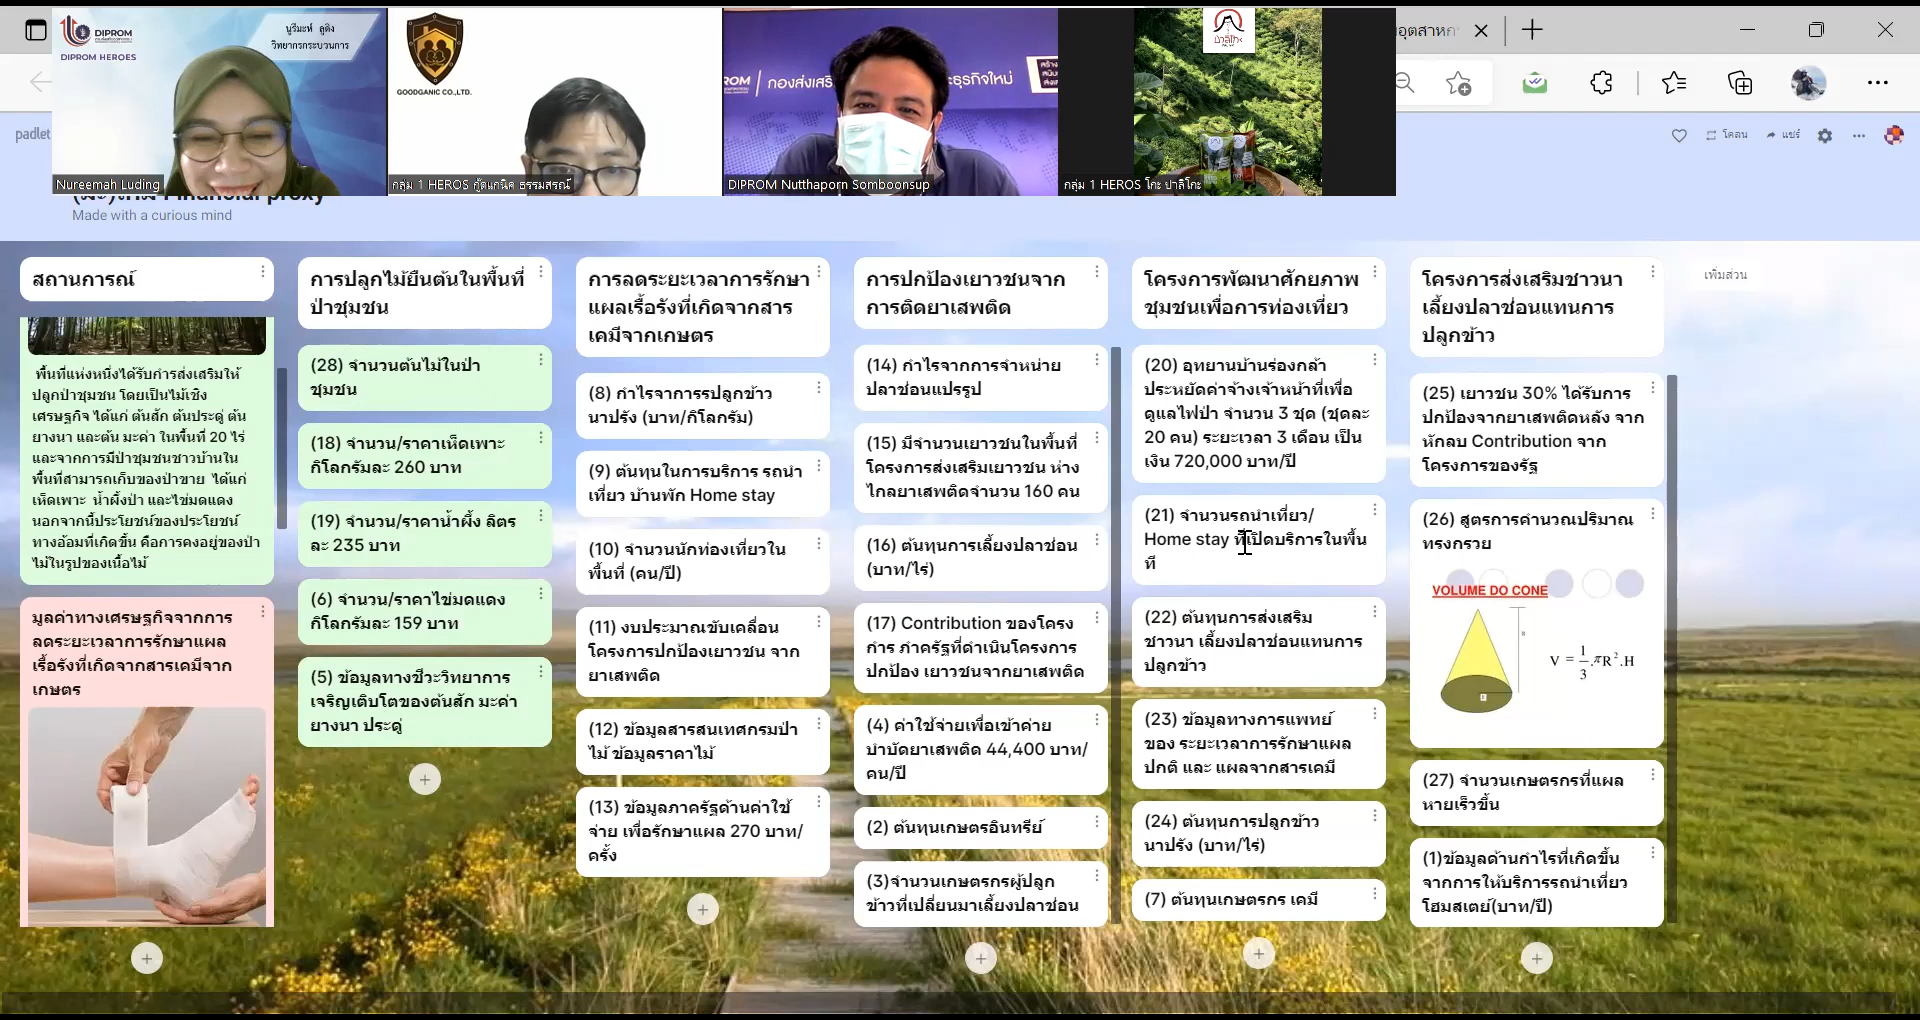 DIPROM
DIPROM HEROES
นูรีมะห์ ลูดิง
วิทยากรกระบวนการ
Nureemah Luding
GOODGANIC CO.,LTD.
กลุ่ม 1 HEROS กู๊ดแกนิค ธรรมสรณ์
ROM
กองส่งเสริ
ะธุรกิจใหม่
DIPROM Nutthaporn Somboonsup
ปาลิโกะ
กลุ่ม 1 HEROS โกะ ปาลิโกะ
อุตสาหก
padlet
โคลน
แชร์
Financial proxy
Made with a curious mind
สถานการณ์
พื้นที่แห่งหนึ่งได้รับการส่งเสริมให้
ปลูกป่าชุมชน โดยเป็นไม้เชิง
เศรษฐกิจ ได้แก่ ต้นสัก ต้นประดู่ ต้น
ยางนา และต้น มะค่า ในพื้นที่ 20 ไร่
และจากการมีป่าชุมชนชาวบ้านใน
พื้นที่สามารถเก็บของป่าขาย ได้แก่
เห็ดเพาะ น้ำผึ้งป่า และไข่มดแดง
นอกจากนี้ประโยชน์ของประโยชน์
ทางอ้อมที่เกิดขึ้น คือการคงอยู่ของป่า
ไม้ในรูปของเนื้อไม้
มูลค่าทางเศรษฐกิจจากการ
ลดระยะเวลาการรักษาแผล
เรื้อรังที่เกิดจากสารเคมีจาก
เกษตร
การปลูกไม้ยืนต้นในพื้นที่
ป่าชุมชน
(28) จำนวนต้นไม้ในป่า
ชุมชน
(18) จำนวน/ราคาเห็ดเพาะ
กิโลกรัมละ 260 บาท
(19) จำนวน/ราคาน้ำผึ้ง ลิตร
ละ 235 บาท
(6) จำนวน/ราคาไข่มดแดง
กิโลกรัมละ 159 บาท
(5) ข้อมูลทางชีวะวิทยาการ
เจริญเติบโตของต้นสัก มะค่า
ยางนา ประดู่
การลดระยะเวลาการรักษา
แผลเรื้อรังที่เกิดจากสาร
เคมีจากเกษตร
(8) กำไรจาการรปลูกข้าว
นาปรัง (บาท/กิโลกรัม)
(9) ต้นทุนในการบริการ รถนำ
เที่ยว บ้านพัก Home stay
(10) จำนวนนักท่องเที่ยวใน
พื้นที่ (คน/ปี)
(11) งบประมาณขับเคลื่อน
โครงการปกป้องเยาวชน จาก
ยาเสพติด
(12) ข้อมูลสารสนเทศกรมป่า
ไม้ ข้อมูลราคาไม้
(13) ข้อมูลภาครัฐด้านค่าใช้
จ่าย เพื่อรักษาแผล 270 บาท/
ครั้ง
การปกป้องเยาวชนจาก
การติดยาเสพติด
(14) กำไรจากการจำหน่าย
ปลาช่อนแปรรูป
(15) มีจำนวนเยาวชนในพื้นที่
โครงการส่งเสริมเยาวชน ห่าง
ไกลยาเสพติดจำนวน 160 คน
(16) ต้นทุนการเลี้ยงปลาช่อน
(บาท/ไร่)
(17) Contribution ของโครง
การ ภาครัฐที่ดำเนินโครงการ
ปกป้อง เยาวชนจากยาเสพติด
(4) ค่าใช้จ่ายเพื่อเข้าค่าย
บำบัดยาเสพติด 44,400 บาท/
คน/ปี
(2) ต้นทุนเกษตรอินทรีย์
(3)จำนวนเกษตรกรผู้ปลูก
ข้าวที่เปลี่ยนมาเลี้ยงปลาช่อน
โครงการพัฒนาศักยภาพ
ชุมชนเพื่อการท่องเที่ยว
(20) อุทยานบ้านร่องกล้า
ประหยัดค่าจ้างเจ้าหน้าที่เพื่อ
ดูแลไฟป่า จำนวน 3 ชุด (ชุดละ
20 คน) ระยะเวลา 3 เดือน เป็น
เงิน 720,000 บาท/ปี
(21) จำนวนรถนำเที่ยว/
Home stay ที่เปิดบริการในพื้น
ที่
(22) ต้นทุนการส่งเสริม
ชาวนา เลี้ยงปลาช่อนแทนการ
ปลูกข้าว
(23) ข้อมูลทางการแพทย์
ของ ระยะเวลาการรักษาแผล
ปกติ และ แผลจากสารเคมี
(24) ต้นทุนการปลูกข้าว
นาปรัง (บาท/ไร่)
(7) ต้นทุนเกษตรกร เคมี
โครงการส่งเสริมชาวนา
เลี้ยงปลาช่อนแทนการ
ปลูกข้าว
(25) เยาวชน 30% ได้รับการ
ปกป้องจากยาเสพติดหลัง จาก
หักลบ Contribution จาก
โครงการของรัฐ
(26) สูตรการคำนวณปริมาณ
ทรงกรวย
VOLUME DO CONE
V = 1/3 .πR².H
(27) จำนวนเกษตรกรที่แผล
หายเร็วขึ้น
(1)ข้อมูลด้านกำไรที่เกิดขึ้น
จากการให้บริการรถนำเที่ยว
โฮมสเตย์(บาท/ปี)
เพิ่มส่วน